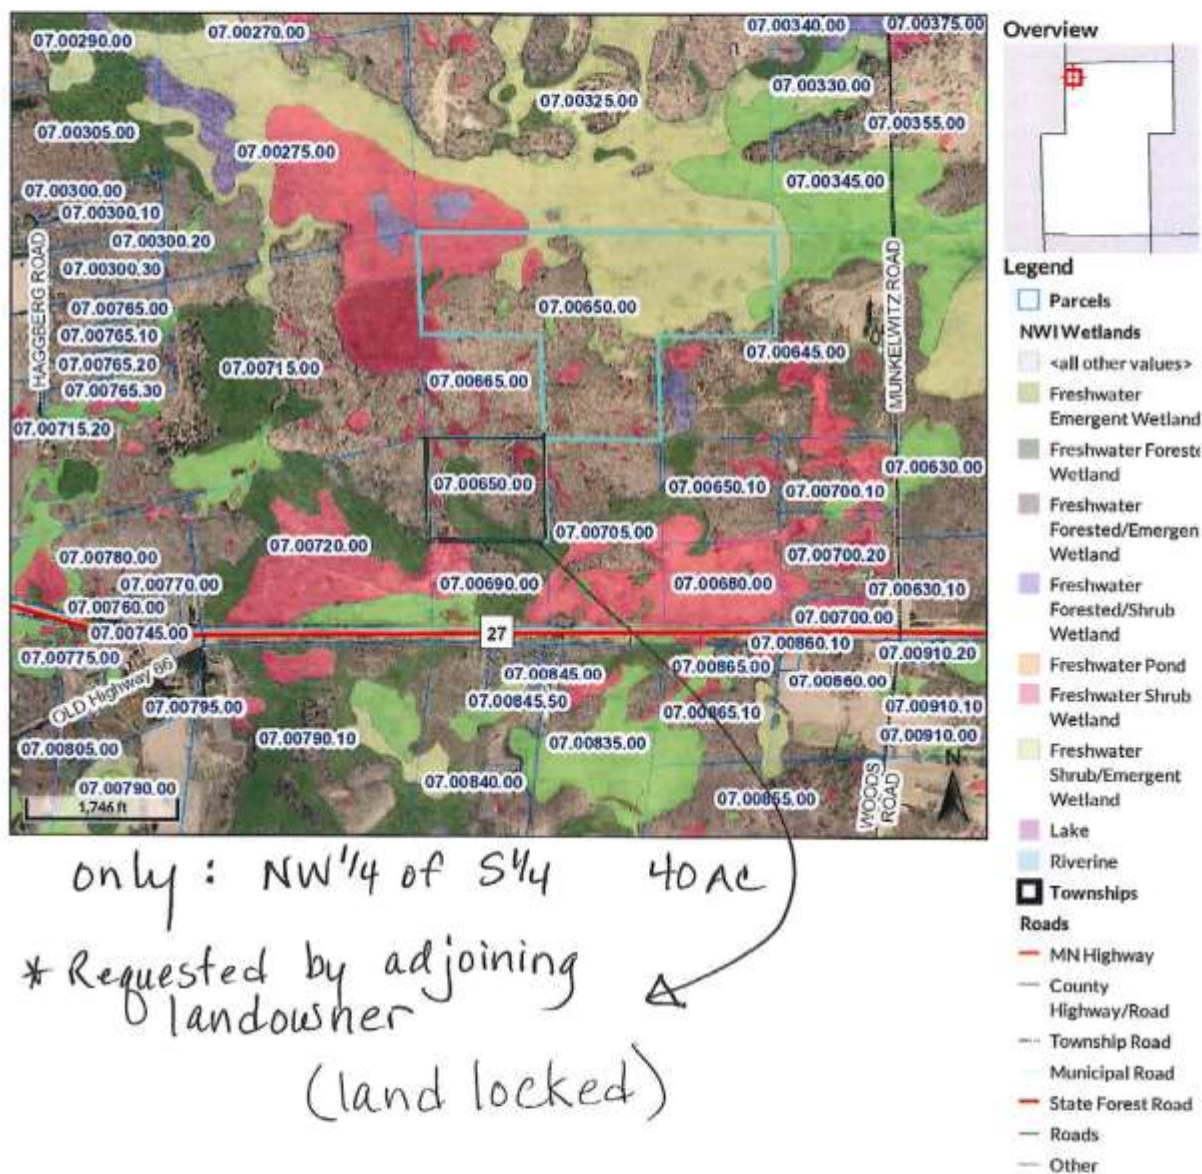 07.00290.00
07.00270.00
07.00340.00
07.00375.00
07.00325.00
07.00330.00
07.00305.00
07.00355.00
07.00275.00
07.00345.00
07.00300.00
07.00300.10
07.00300.20
07.00300.30
HAGGBERG ROAD
MUNKELWITZ ROAD
07.00765.00
07.00650.00
07.00765.10
07.00765.20
07.00765.30
07.00715.00
07.00665.00
07.00645.00
07.00715.20
07.00630.00
07.00650.00
07.00650.10
07.00700.10
07.00705.00
07.00720.00
07.00700.20
07.00780.00
07.00770.00
07.00690.00
07.00680.00
07.00630.10
07.00760.00
07.00700.00
07.00745.00
27
07.00860.10
07.00910.20
07.00775.00
07.00845.00
07.00865.00
07.00860.00
OLD Highway 66
07.00795.00
07.00845.50
07.00865.10
07.00910.10
07.00790.10
07.00835.00
07.00910.00
07.00805.00
07.00790.00
07.00840.00
07.00855.00
WOODS ROAD
N
1,746 ft
Overview
Legend
Parcels
NWI Wetlands
<all other values>
Freshwater
Emergent Wetland
Freshwater Foreste
Wetland
Freshwater
Forested/Emergen
Wetland
Freshwater
Forested/Shrub
Wetland
Freshwater Pond
Freshwater Shrub
Wetland
Freshwater
Shrub/Emergent
Wetland
Lake
Riverine
Townships
Roads
MN Highway
County
Highway/Road
Township Road
Municipal Road
State Forest Road
Roads
Other
only: NW 1/4 of S 1/4 40 AC
* Requested by adjoining
landowner
(land locked)